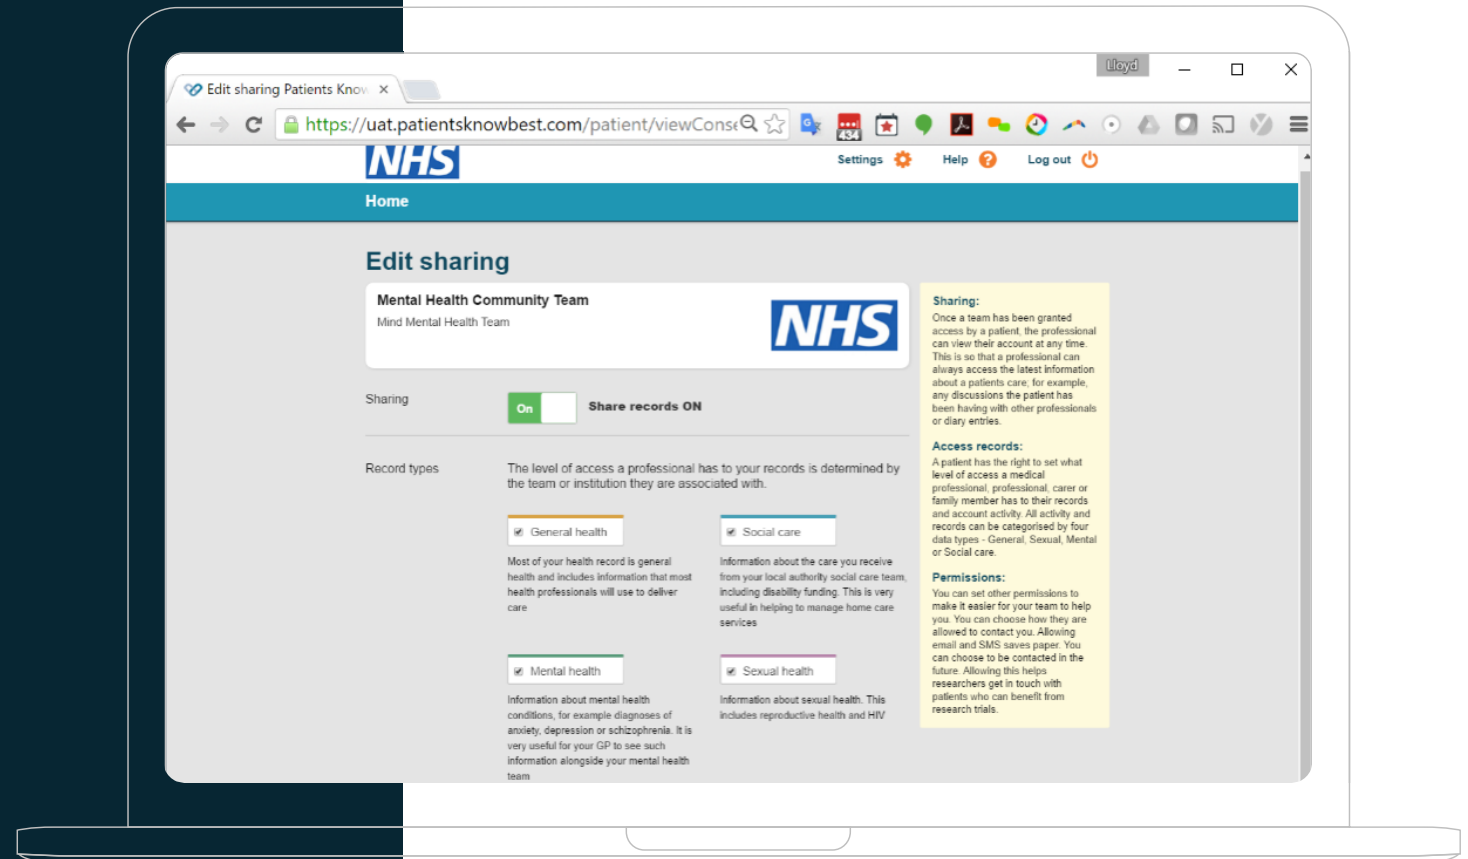 Lloyd
Edit sharing Patients Know
https://uat.patientsknowbest.com/patient/viewConse
434
NHS
Settings
Help
Log out
Home
Edit sharing
Mental Health Community Team
Mind Mental Health Team
NHS
Sharing
On
Share records ON
Record types
The level of access a professional has to your records is determined by
the team or institution they are associated with.
General health
Most of your health record is general
health and includes information that most
health professionals will use to deliver
care
Social care
Information about the care you receive
from your local authority social care team,
including disability funding. This is very
useful in helping to manage home care
services
Mental health
Information about mental health
conditions, for example diagnoses of
anxiety, depression or schizophrenia. It is
very useful for your GP to see such
information alongside your mental health
team
Sexual health
Information about sexual health. This
includes reproductive health and HIV
Sharing:
Once a team has been granted
access by a patient, the professional
can view their account at any time.
This is so that a professional can
always access the latest information
about a patients care; for example,
any discussions the patient has
been having with other professionals
or diary entries.
Access records:
A patient has the right to set what
level of access a medical
professional, professional, carer or
family member has to their records
and account activity. All activity and
records can be categorised by four
data types - General, Sexual, Mental
or Social care.
Permissions:
You can set other permissions to
make it easier for your team to help
you. You can choose how they are
allowed to contact you. Allowing
email and SMS saves paper. You
can choose to be contacted in the
future. Allowing this helps
researchers get in touch with
patients who can benefit from
research trials.